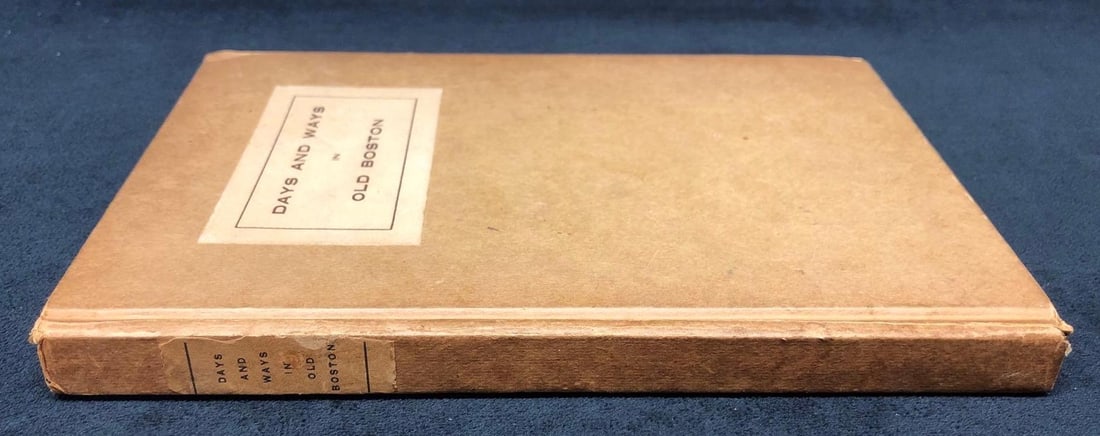 DAYS AND WAYS
IN
OLD BOSTON
DAYS
AND
WAYS
IN
OLD
BOSTON